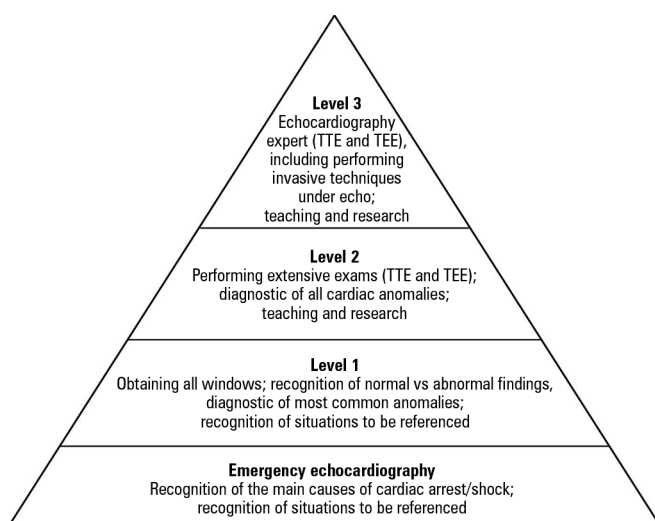 Level 3
Echocardiography
expert (TTE and TEE),
including performing
invasive techniques
under echo;
teaching and research
Level 2
Performing extensive exams (TTE and TEE);
diagnostic of all cardiac anomalies;
teaching and research
Level 1
Obtaining all windows; recognition of normal vs abnormal findings,
diagnostic of most common anomalies;
recognition of situations to be referenced
Emergency echocardiography
Recognition of the main causes of cardiac arrest/shock;
recognition of situations to be referenced